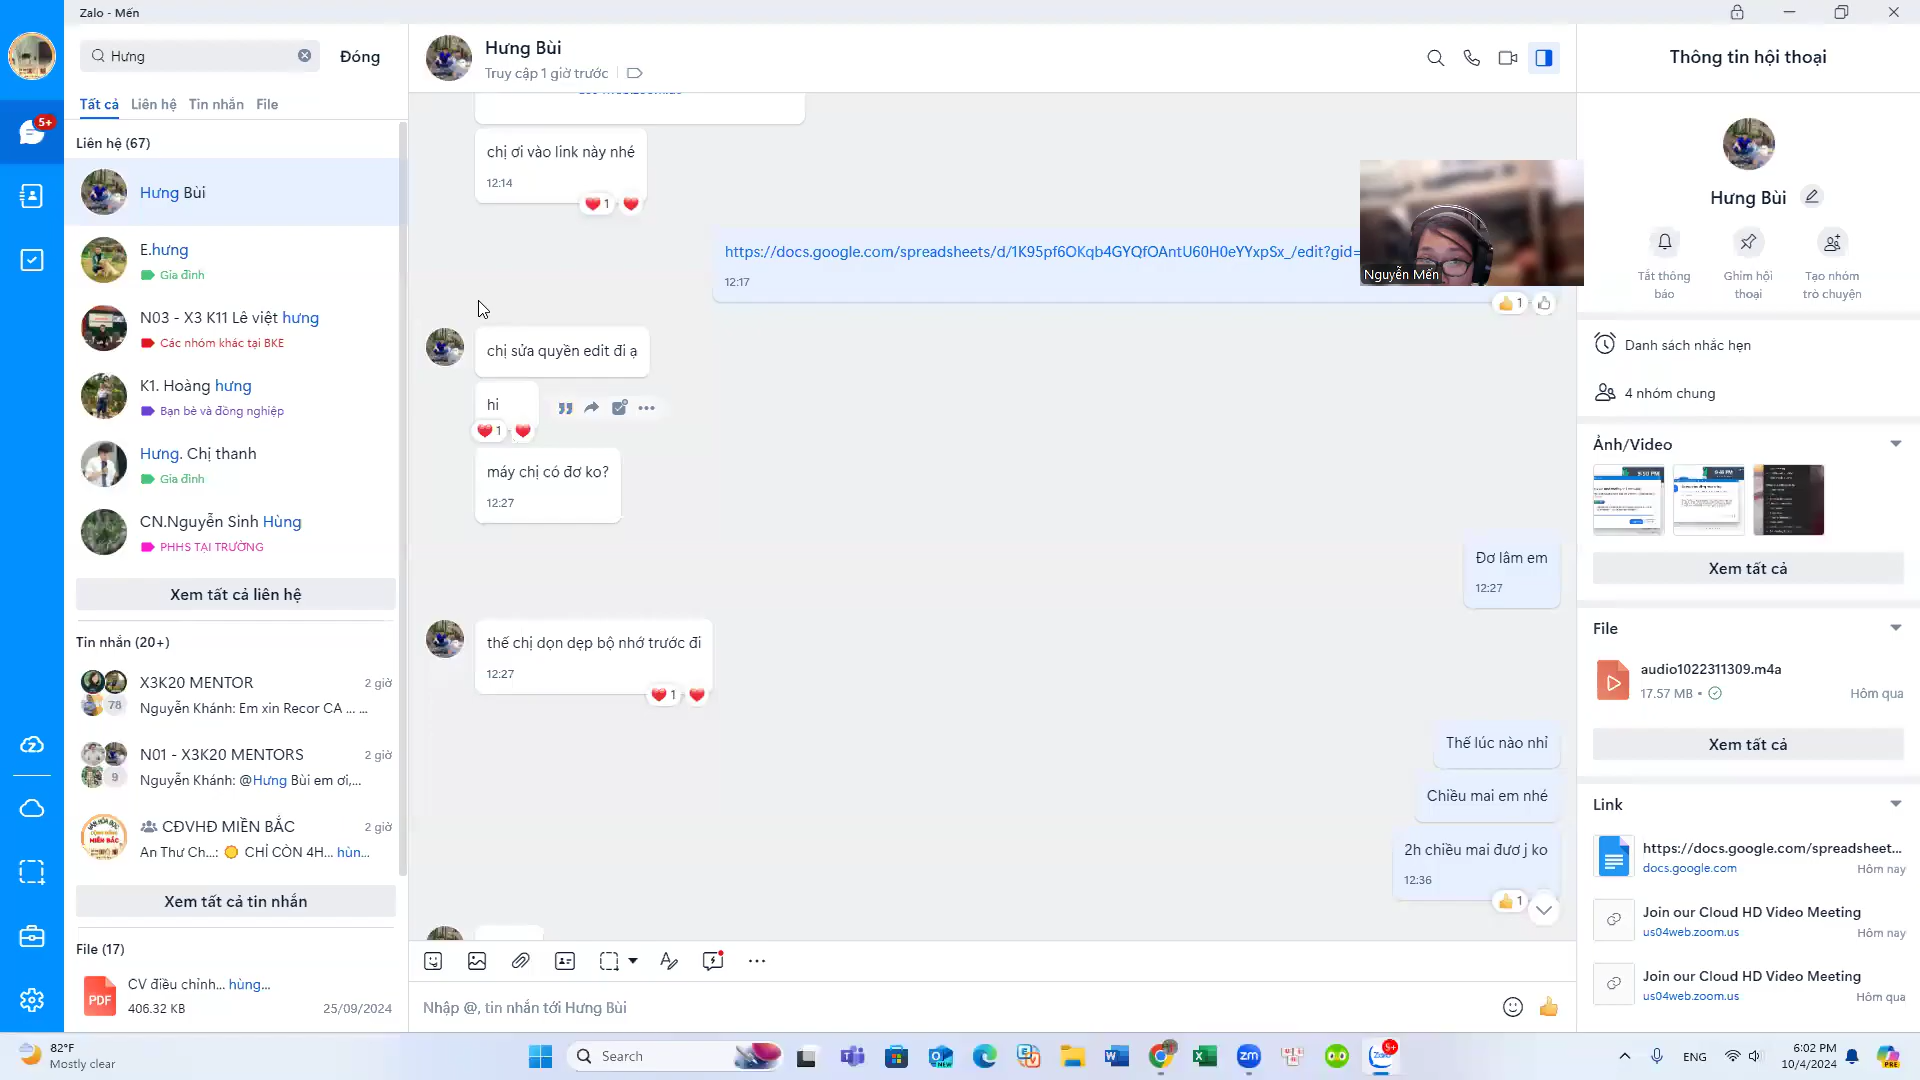 Zalo - Mến
Hưng
Đóng
Tất cả Liên hệ Tin nhắn File
Liên hệ (67)
Hưng Bùi
E.hưng
Gia đình
N03 - X3 K11 Lê việt hưng
Các nhóm khác tại BKE
K1. Hoàng hưng
Bạn bè và đồng nghiệp
Hưng. Chị thanh
Gia đình
CN.Nguyễn Sinh Hùng
PHHS TẠI TRƯỜNG
Xem tất cả liên hệ
Tin nhắn (20+)
X3K20 MENTOR 2 giờ
78
Nguyễn Khánh: Em xin Recor CA ... ...
N01 - X3K20 MENTORS 2 giờ
9
Nguyễn Khánh: @Hưng Bùi em ơi,...
CĐVHĐ MIỀN BẮC 2 giờ
An Thư Ch...: CHỈ CÒN 4H... hùn...
Xem tất cả tin nhắn
File (17)
CV điều chỉnh... hùng...
PDF
406.32 KB 25/09/2024
5+
Hưng Bùi
Truy cập 1 giờ trước
chị ơi vào link này nhé
12:14
1
https://docs.google.com/spreadsheets/d/1K95pf6OKqb4GYQfOAntU60H0eYYxpSx_/edit?gid=
12:17
1
chị sửa quyền edit đi ạ
hi
1
máy chị có đơ ko?
12:27
Đơ lâm em
12:27
thế chị dọn dẹp bộ nhớ trước đi
12:27
1
Thế lúc nào nhỉ
Chiều mai em nhé
2h chiều mai đươ j ko
12:36
1
Nhập @, tin nhắn tới Hưng Bùi
Nguyễn Mến
Thông tin hội thoại
Hưng Bùi
Tắt thông báo
Ghim hội thoại
Tạo nhóm trò chuyện
Danh sách nhắc hẹn
4 nhóm chung
Ảnh/Video
Xem tất cả
File
audio1022311309.m4a
17.57 MB • Hôm qua
Xem tất cả
Link
https://docs.google.com/spreadsheet...
docs.google.com Hôm nay
Join our Cloud HD Video Meeting
us04web.zoom.us Hôm nay
Join our Cloud HD Video Meeting
us04web.zoom.us Hôm qua
82°F
Mostly clear
Search
5+
ENG
6:02 PM
10/4/2024